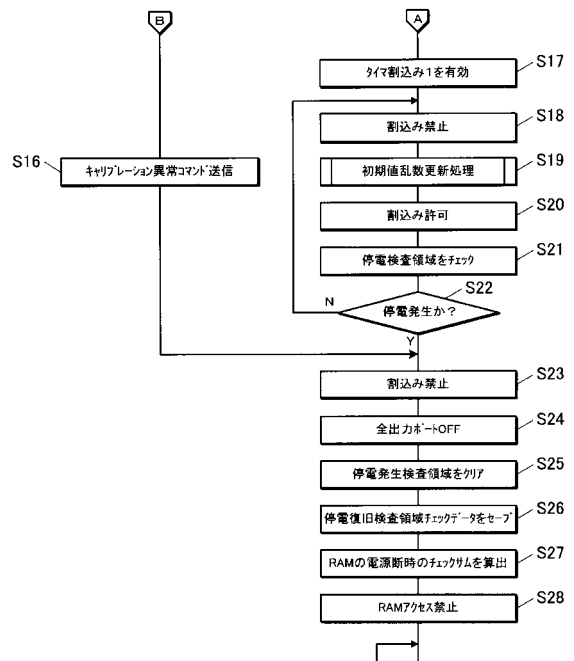 B
A
ﾀｲﾏ割込み1を有効
S17
割込み禁止
S18
S16
ｷｬﾘﾌﾞﾚｰｼｮﾝ異常ｺﾏﾝﾄﾞ送信
初期値乱数更新処理
S19
割込み許可
S20
停電検査領域をﾁｪｯｸ
S21
S22
N
停電発生か?
Y
割込み禁止
S23
全出力ポートOFF
S24
停電発生検査領域をｸﾘｱ
S25
停電復旧検査領域ﾁｪｯｸﾃﾞｰﾀをｾｰﾌﾞ
S26
RAMの電源断時のﾁｪｯｸｻﾑを算出
S27
RAMｱｸｾｽ禁止
S28